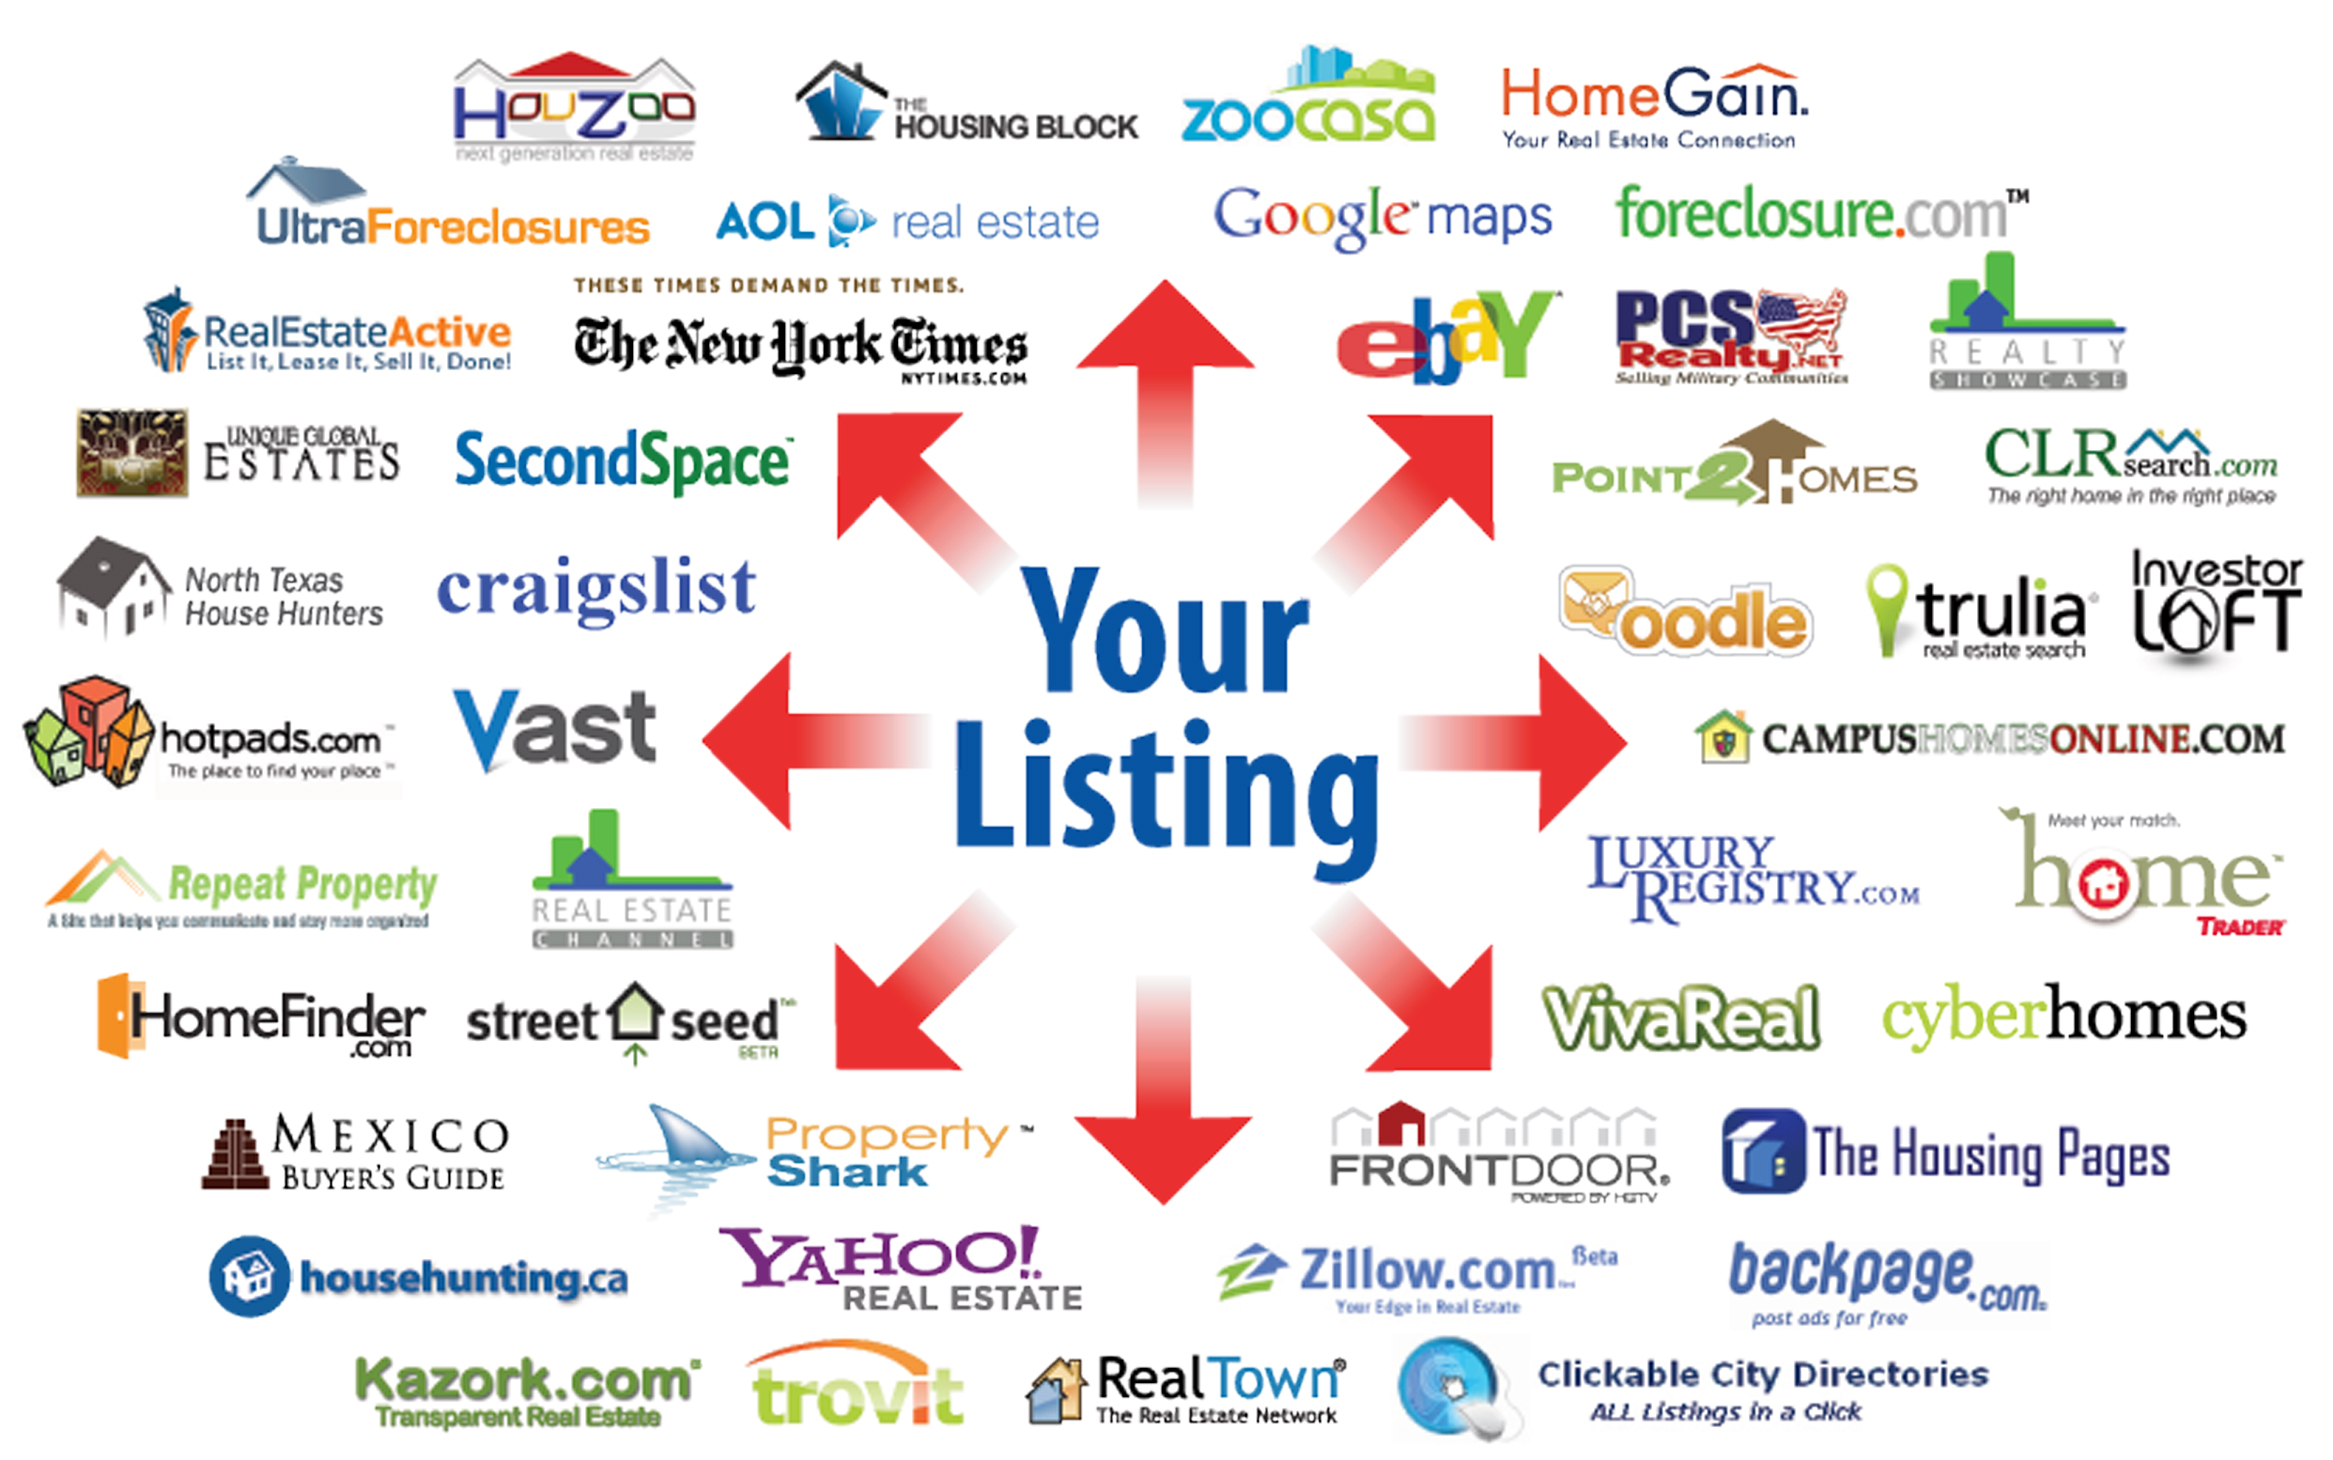 HouZoo
next generation real estate
THE
HOUSING BLOCK
zoocasa
HomeGain.
Your Real Estate Connection
UltraForeclosures
AOL real estate
Google™ maps
foreclosure.com™
RealEstateActive
List It, Lease It, Sell It, Done!
THESE TIMES DEMAND THE TIMES.
The New York Times
NYTIMES.COM
ebaY
PCS
Realty.NET
Selling Military Communities
REALTY
SHOWCASE
UNIQUE GLOBAL
ESTATES
SecondSpace™
POINT2HOMES
CLRsearch.com
The right home in the right place
North Texas
House Hunters
craigslist
Your
Listing
oodle
trulia®
real estate search
Investor
LOFT
hotpads.com™
The place to find your place™
Vast
CAMPUSHOMESONLINE.COM
Repeat Property
A Site that helps you communicate and stay more organized
REAL ESTATE
CHANNEL
LUXURY
REGISTRY.COM
Meet your match.
home™
TRADER
HomeFinder
.com
street seed™
BETA
VivaReal
cyberhomes
MEXICO
BUYER'S GUIDE
Property™
Shark
FRONTDOOR®
POWERED BY HGTV
The Housing Pages
househunting.ca
YAHOO!
REAL ESTATE
Zillow.com Beta
Your Edge in Real Estate
backpage.com
post ads for free
Kazork.com
Transparent Real Estate
trovit
RealTown®
The Real Estate Network
Clickable City Directories
ALL Listings in a Click